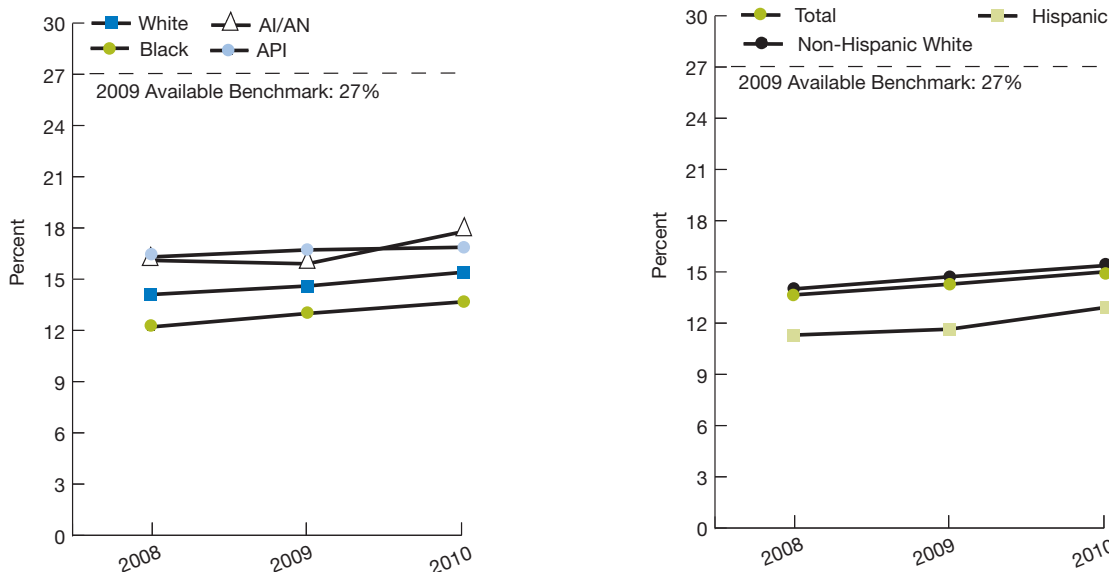 30
White
AI/AN
Black
API
27
2009 Available Benchmark: 27%
24
21
18
15
12
9
6
3
0
Percent
2008
2009
2010
30
Total
Hispanic
Non-Hispanic White
27
2009 Available Benchmark: 27%
24
21
18
15
12
9
6
3
0
Percent
2008
2009
2010